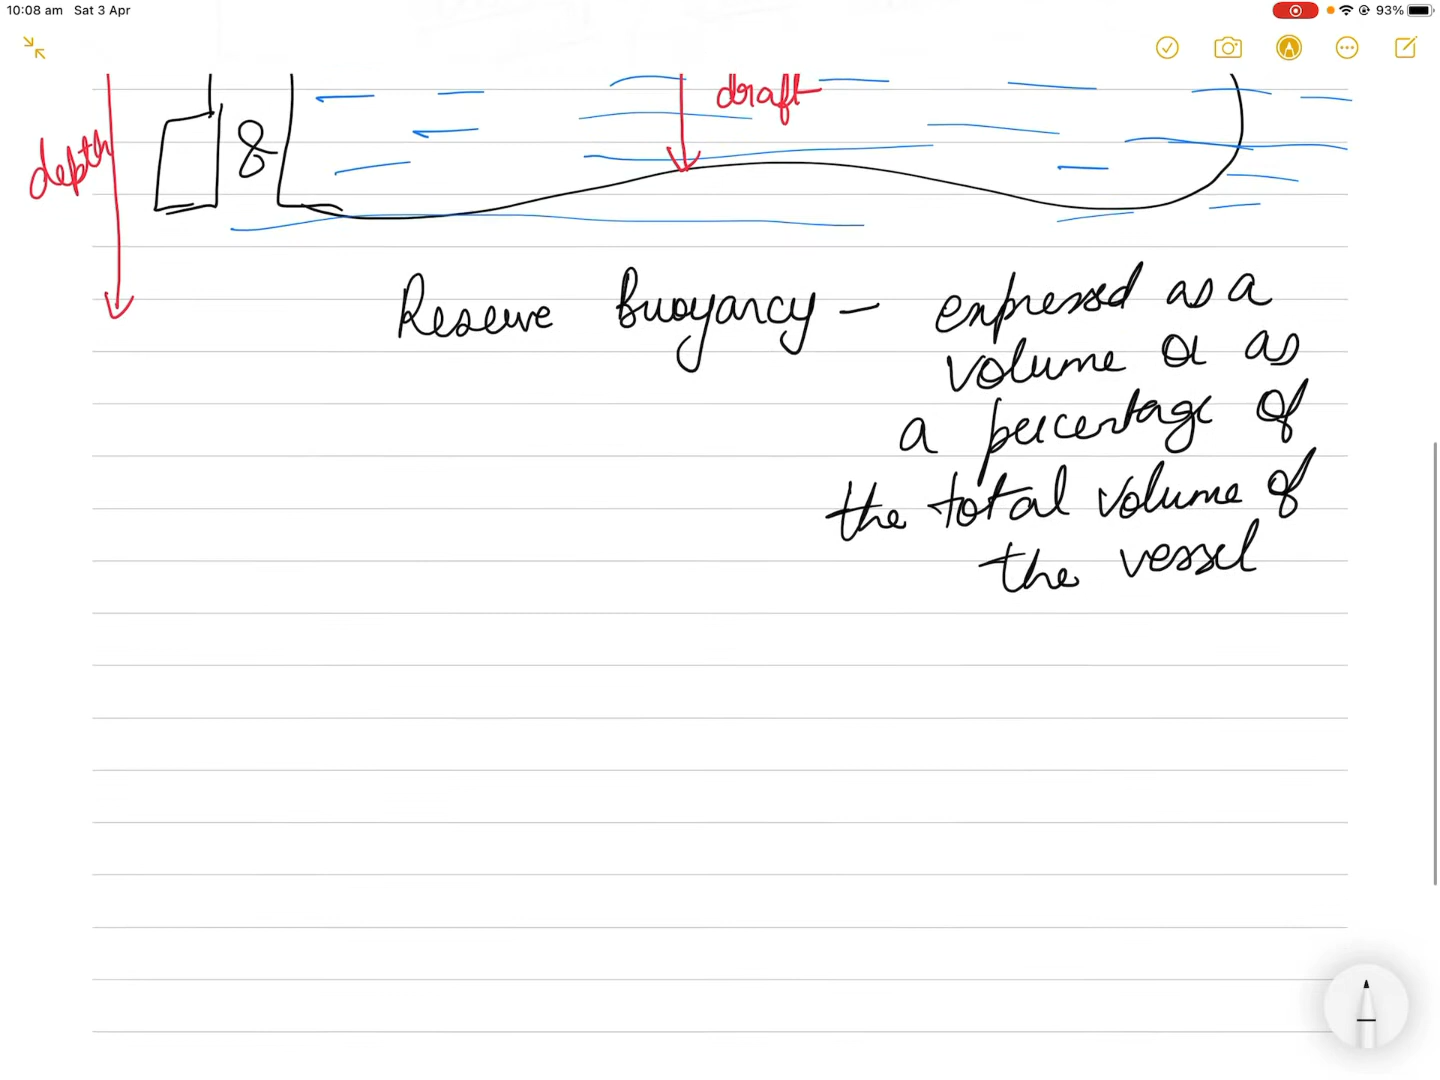 10:08 am Sat 3 Apr
93%
draft
depth
Reserve Buoyancy – expressed as a
volume or as
a percentage of
the total volume of
the vessel